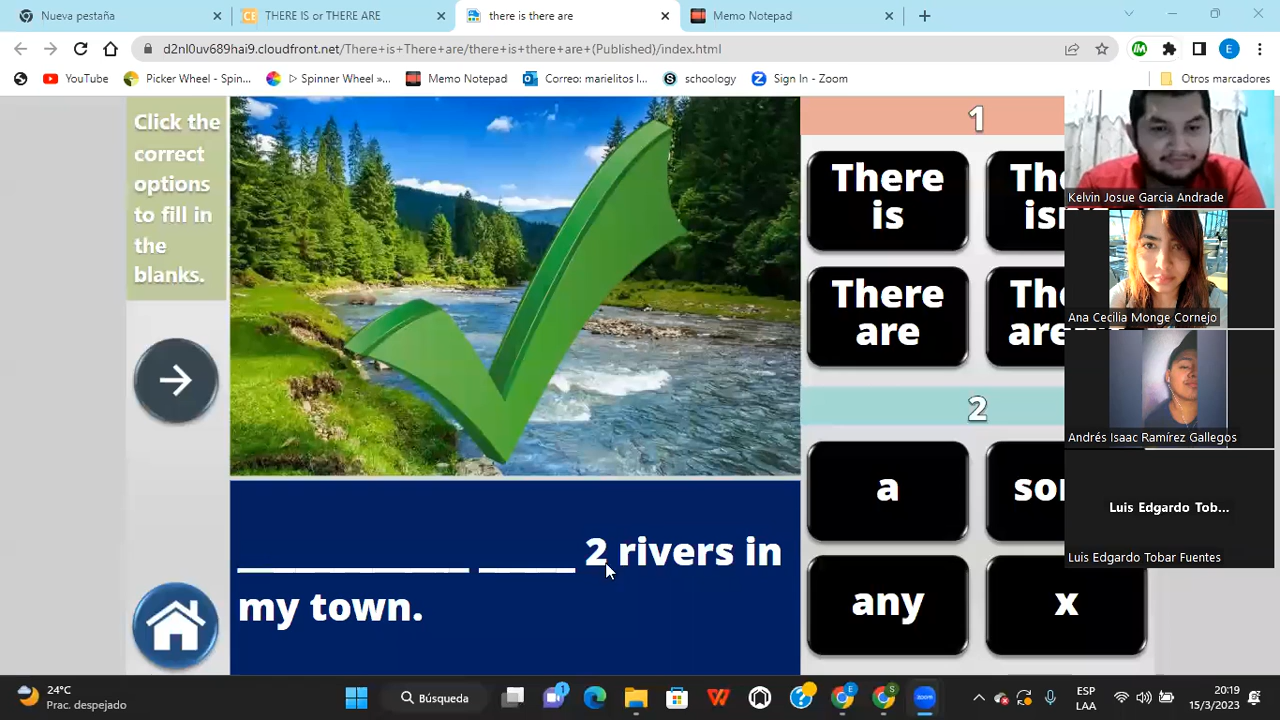 Nueva pestaña
THERE IS or THERE ARE
there is there are
Memo Notepad
d2nl0uv689hai9.cloudfront.net/There+is+There+are/there+is+there+are+(Published)/index.html
E
YouTube
Picker Wheel - Spin...
▷ Spinner Wheel »...
Memo Notepad
Correo: marielitos l...
schoology
Sign In - Zoom
Otros marcadores
Click the
correct
options
to fill in
the
blanks.
1
There
is
There
are
2
a
any
x
2 rivers in
my town.
Kelvin Josue Garcia Andrade
Ana Cecilia Monge Cornejo
Andrés Isaac Ramírez Gallegos
Luis Edgardo Tob...
Luis Edgardo Tobar Fuentes
24°C
Prac. despejado
Búsqueda
ESP
LAA
20:19
15/3/2023